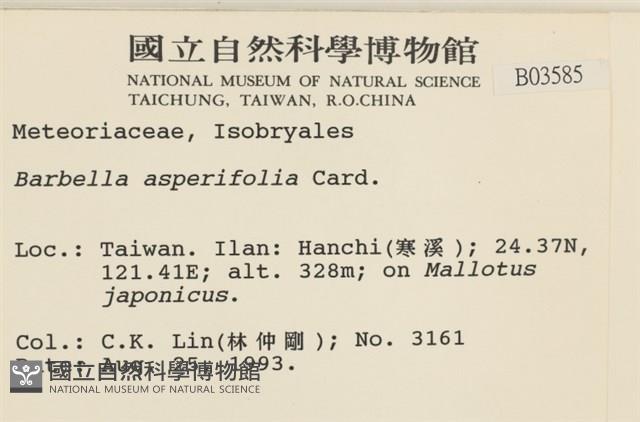 國立自然科學博物館
NATIONAL MUSEUM OF NATURAL SCIENCE
TAICHUNG, TAIWAN, R.O.CHINA
B03585
Meteoriaceae, Isobryales
Barbella asperifolia Card.
Loc.: Taiwan. Ilan: Hanchi(寒溪); 24.37N,
121.41E; alt. 328m; on Mallotus
japonicus.
Col.: C.K. Lin(林仲剛); No. 3161
Date: Aug. 25, 1993.
國立自然科學博物館
NATIONAL MUSEUM OF NATURAL SCIENCE